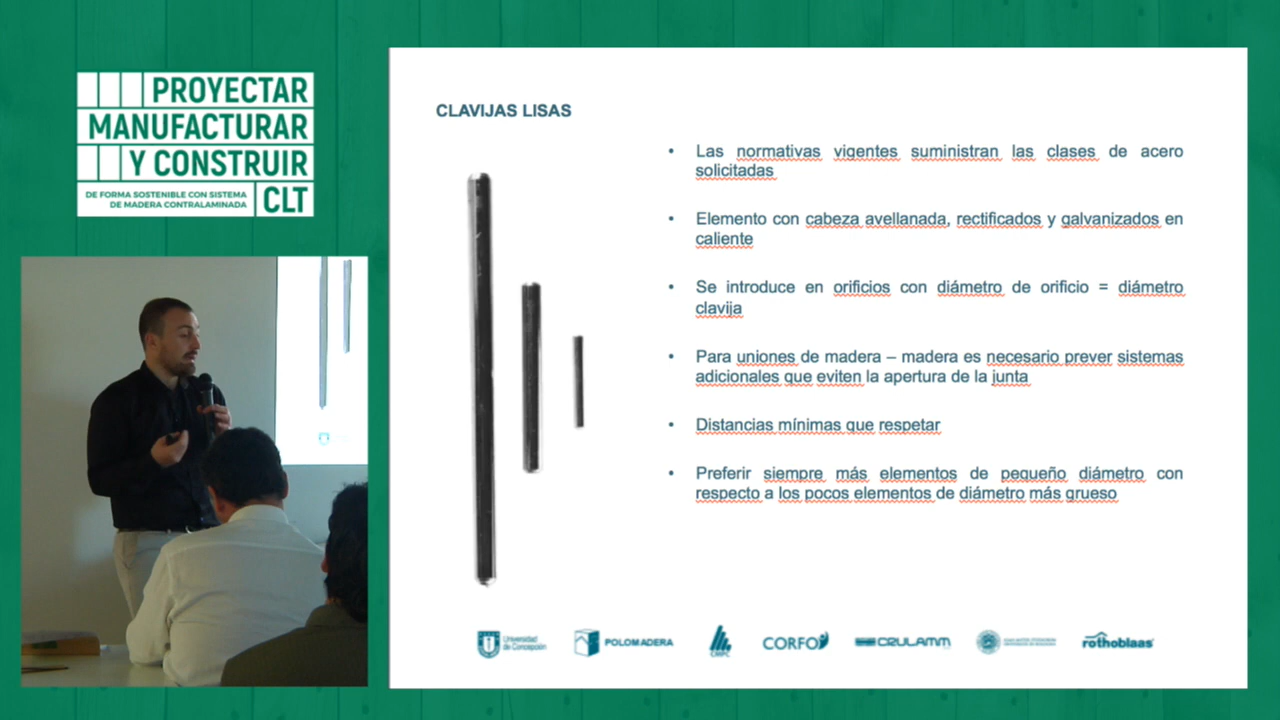 PROYECTAR
MANUFACTURAR
Y CONSTRUIR
DE FORMA SOSTENIBLE CON SISTEMA
DE MADERA CONTRALAMINADA
CLT
CLAVIJAS LISAS
• Las normativas vigentes suministran las clases de acero
solicitadas
• Elemento con cabeza avellanada, rectificados y galvanizados en
caliente
• Se introduce en orificios con diámetro de orificio = diámetro
clavija
• Para uniones de madera – madera es necesario prever sistemas
adicionales que eviten la apertura de la junta
• Distancias mínimas que respetar
• Preferir siempre más elementos de pequeño diámetro con
respecto a los pocos elementos de diámetro más grueso
Universidad
de Concepción
POLOMADERA
CMPC
CORFO
CRULAMM
rothoblaas